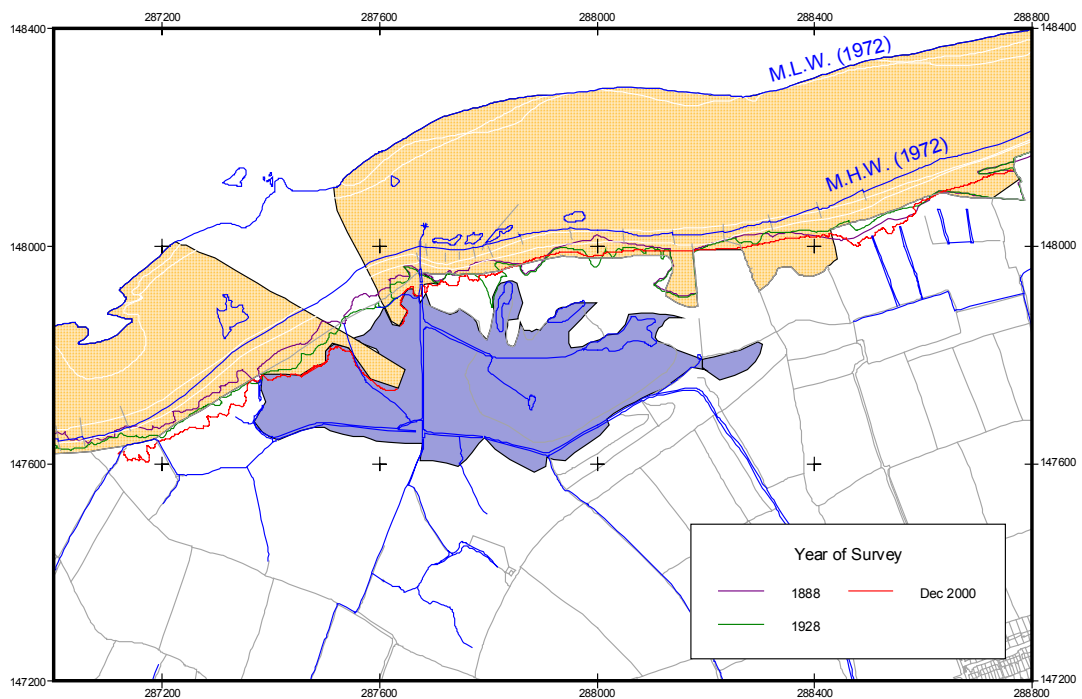 287200 287600 288000 288400 288800
148400 148400
M.L.W. (1972)
M.H.W. (1972)
148000 148000
147600 147600
Year of Survey
1888 Dec 2000
1928
147200 147200
287200 287600 288000 288400 288800